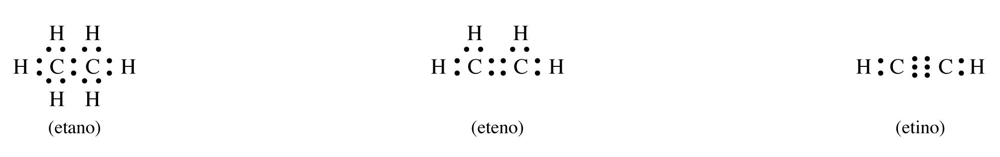 H H H H
H : C : C : H H : C :: C : H H : C ⋮⋮ C : H
H H
(etano) (eteno) (etino)